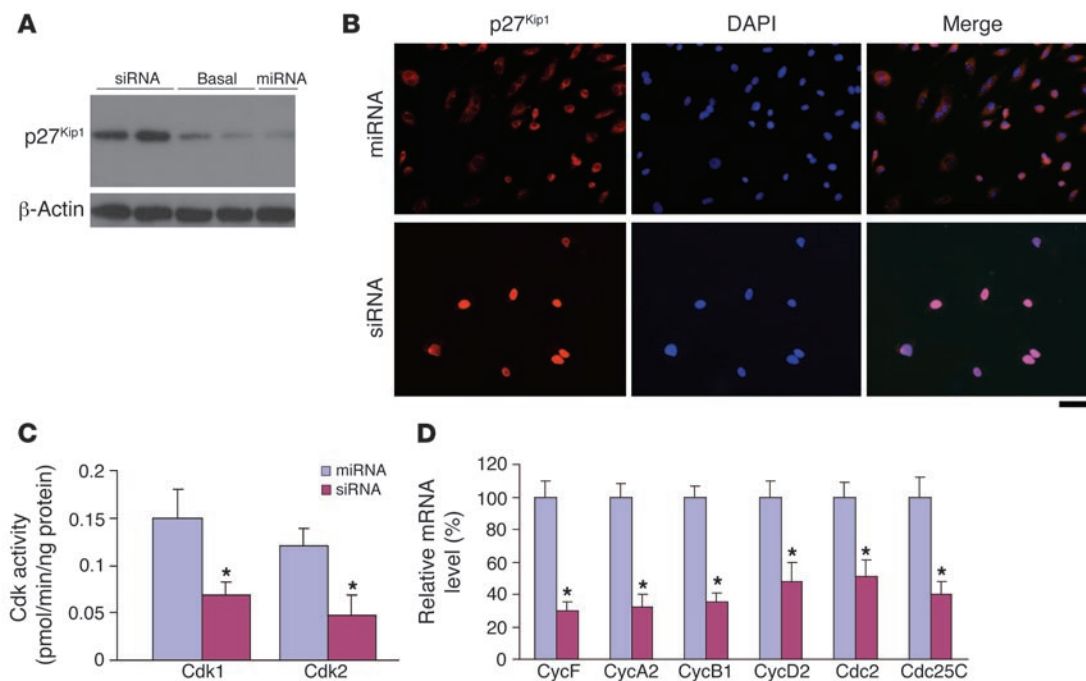 A
siRNA Basal miRNA
p27Kip1
β-Actin
B
p27Kip1 DAPI Merge
miRNA
siRNA
C
Cdk activity
(pmol/min/ng protein)
0.2
0.15
0.1
0.05
0
miRNA
siRNA
*
*
Cdk1 Cdk2
D
Relative mRNA
level (%)
120
100
80
60
40
20
0
* * * * * *
CycF CycA2 CycB1 CycD2 Cdc2 Cdc25C